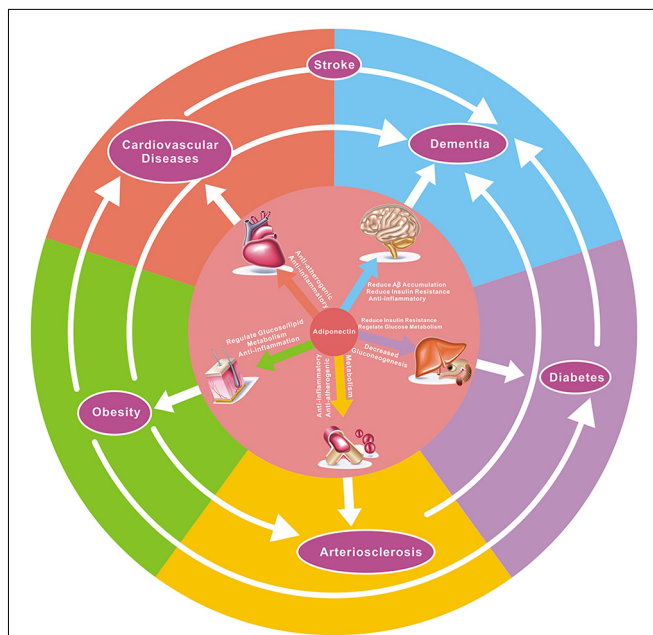 Stroke
Cardiovascular
Diseases
Dementia
Anti-atherogenic
Anti-inflammatory
Reduce Aβ Accumulation
Reduce Insulin Resistance
Anti-inflammatory
Regulate Glucose/lipid
Metabolism
Anti-inflammation
Adiponectin
Reduce Insulin Resistance
Regelate Glucose Metabolism
Decreased
Gluconeogenesis
Anti-inflammatory
Anti-atherogenic
Metabolism
Diabetes
Obesity
Arteriosclerosis